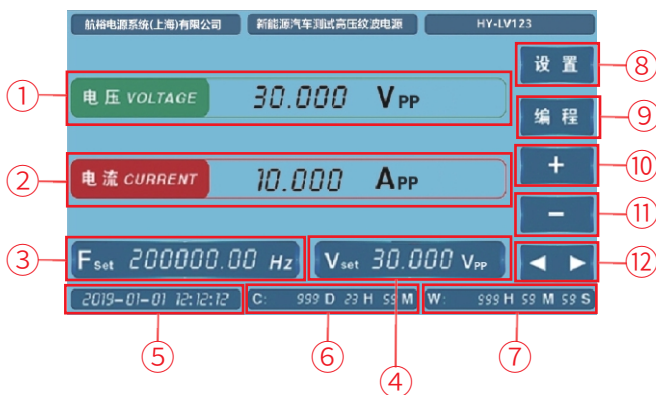 航裕电源系统(上海)有限公司 新能源汽车测试高压纹波电源 HY-LV123
设 置 ⑧
① 电压 VOLTAGE 30.000 VPP
编 程 ⑨
② 电流 CURRENT 10.000 APP
+ ⑩
− ⑪
③ FSet 200000.00 Hz Vset 30.000 VPP ◀ ▶ ⑫
2019-01-01 12:12:12 C: 999 D 23 H 59 M W: 999 H 59 M 59 S
⑤ ⑥ ④ ⑦